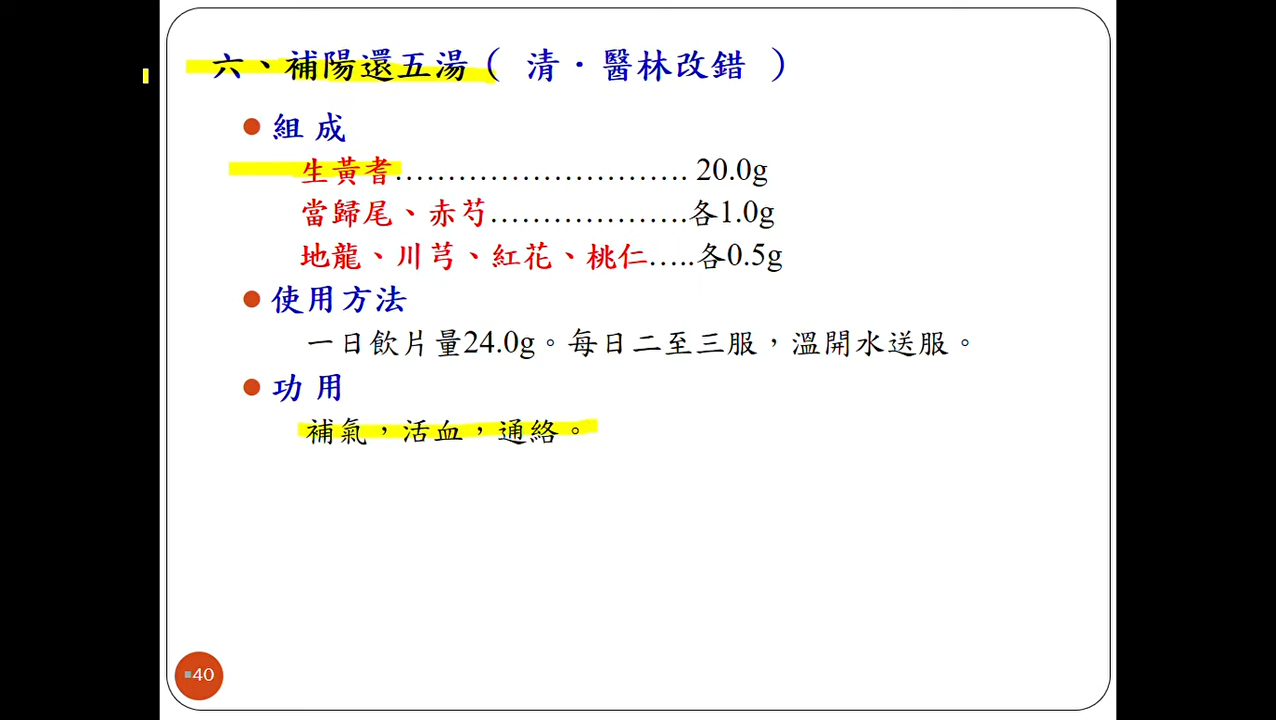 六、補陽還五湯( 清．醫林改錯 )
組 成
生黃耆………………………… 20.0g
當歸尾、赤芍………………….各1.0g
地龍、川芎、紅花、桃仁…..各0.5g
使用方法
一日飲片量24.0g。每日二至三服，溫開水送服。
功 用
補氣，活血，通絡。
40